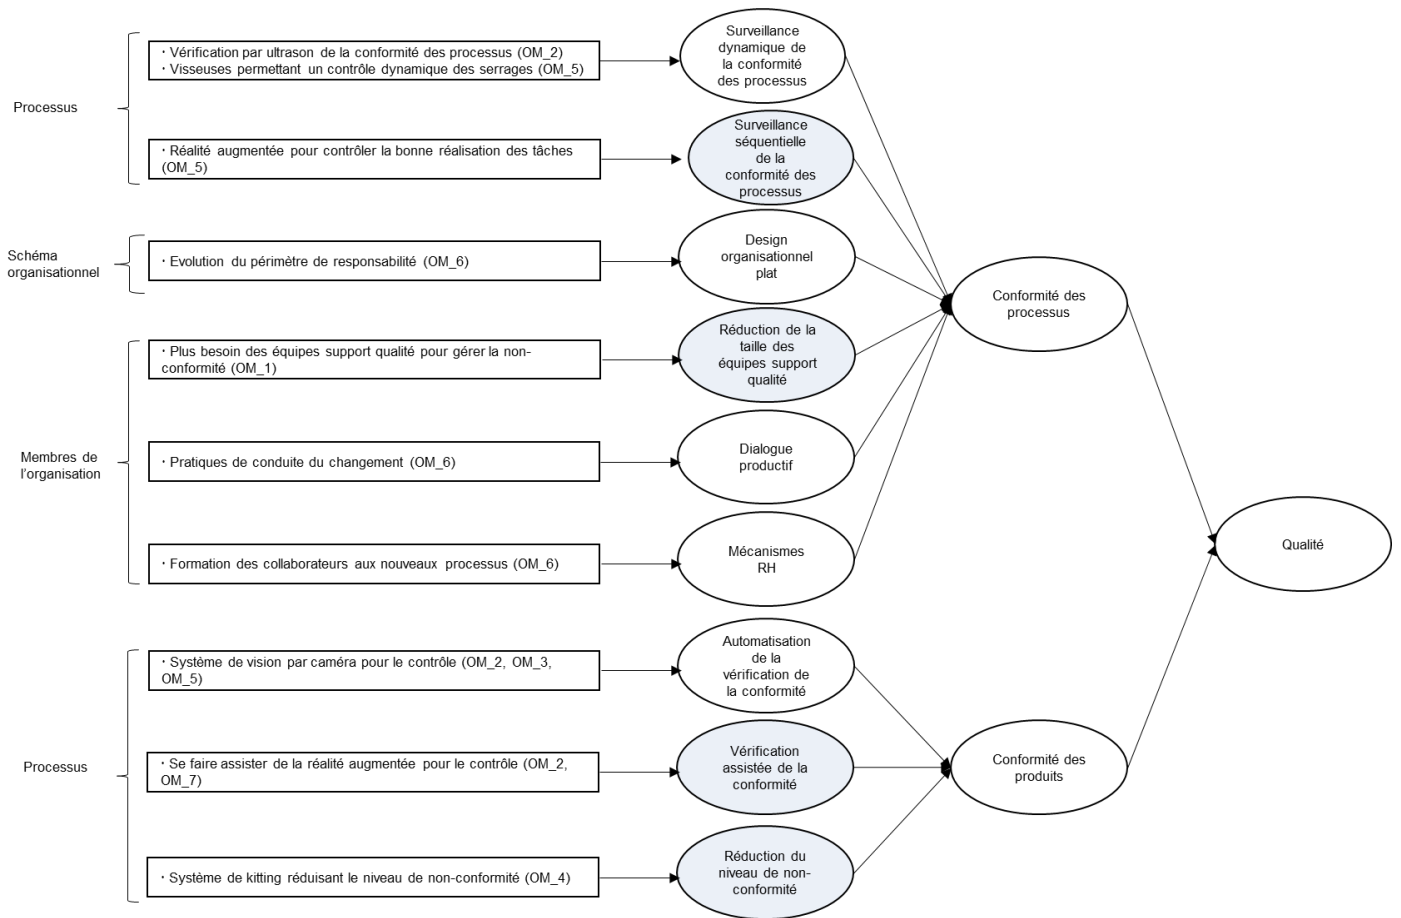 Processus
· Vérification par ultrason de la conformité des processus (OM_2)
· Visseuses permettant un contrôle dynamique des serrages (OM_5)
Surveillance
dynamique de
la conformité
des processus
· Réalité augmentée pour contrôler la bonne réalisation des tâches
(OM_5)
Surveillance
séquentielle
de la
conformité des
processus
Schéma
organisationnel
· Evolution du périmètre de responsabilité (OM_6)
Design
organisationnel
plat
Conformité des
processus
Membres de
l'organisation
· Plus besoin des équipes support qualité pour gérer la non-
conformité (OM_1)
Réduction de la
taille des
équipes support
qualité
· Pratiques de conduite du changement (OM_6)
Dialogue
productif
· Formation des collaborateurs aux nouveaux processus (OM_6)
Mécanismes
RH
Qualité
Processus
· Système de vision par caméra pour le contrôle (OM_2, OM_3,
OM_5)
Automatisation
de la
vérification de
la conformité
· Se faire assister de la réalité augmentée pour le contrôle (OM_2,
OM_7)
Vérification
assistée de la
conformité
Conformité des
produits
· Système de kitting réduisant le niveau de non-conformité (OM_4)
Réduction du
niveau de non-
conformité